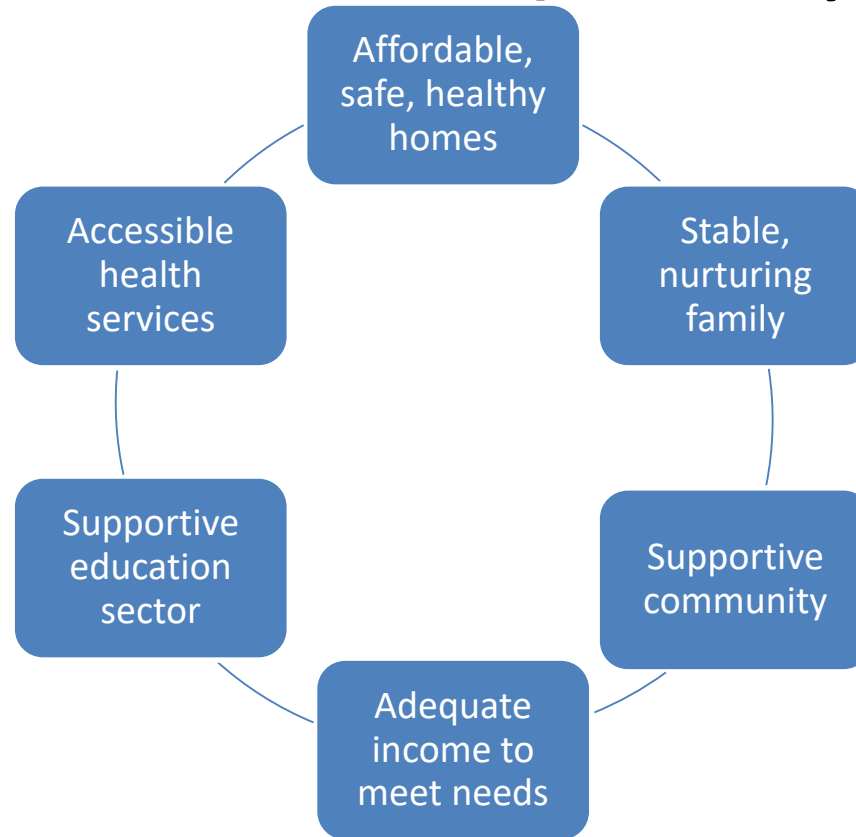 Affordable,
safe, healthy
homes
Stable,
nurturing
family
Supportive
community
Adequate
income to
meet needs
Supportive
education
sector
Accessible
health
services